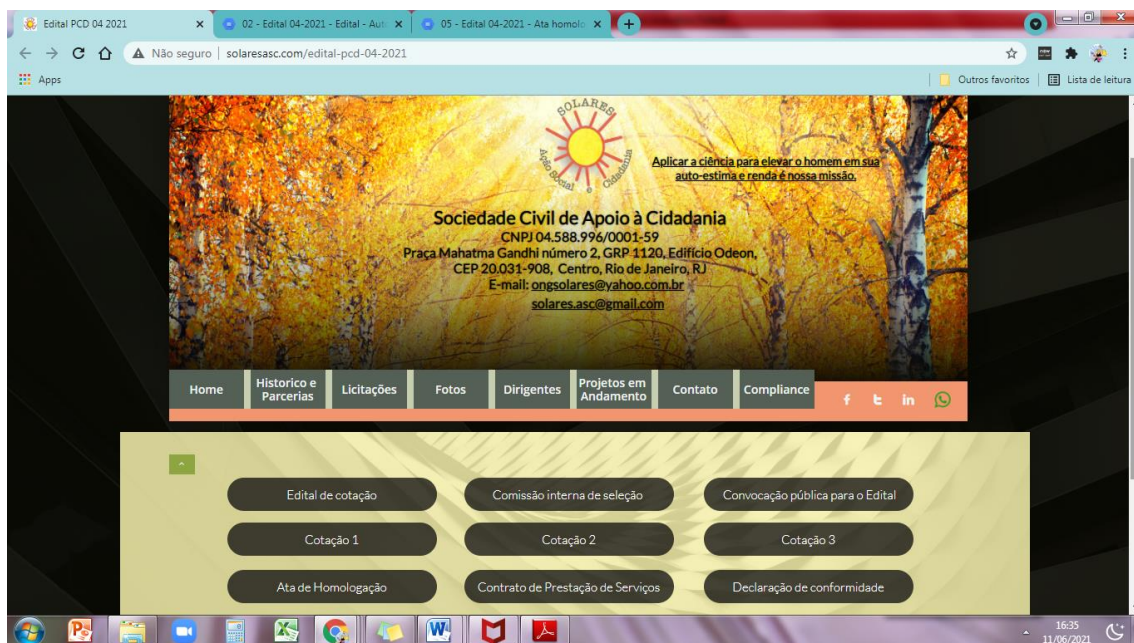 Edital PCD 04 2021
02 - Edital 04-2021 - Edital - Aut
05 - Edital 04-2021 - Ata homolo
Não seguro
solaresasc.com/edital-pcd-04-2021
Apps
Outros favoritos
Lista de leitura
SOLARES
Ação Social e Cidadania
Aplicar a ciência para elevar o homem em sua
auto-estima e renda é nossa missão.
Sociedade Civil de Apoio à Cidadania
CNPJ 04.588.996/0001-59
Praça Mahatma Gandhi número 2, GRP 1120, Edifício Odeon,
CEP 20.031-908, Centro, Rio de Janeiro, RJ
E-mail: ongsolares@yahoo.com.br
solares.asc@gmail.com
Home
Historico e
Parcerias
Licitações
Fotos
Dirigentes
Projetos em
Andamento
Contato
Compliance
Edital de cotação
Comissão interna de seleção
Convocação pública para o Edital
Cotação 1
Cotação 2
Cotação 3
Ata de Homologação
Contrato de Prestação de Serviços
Declaração de conformidade
16:35
11/06/2021